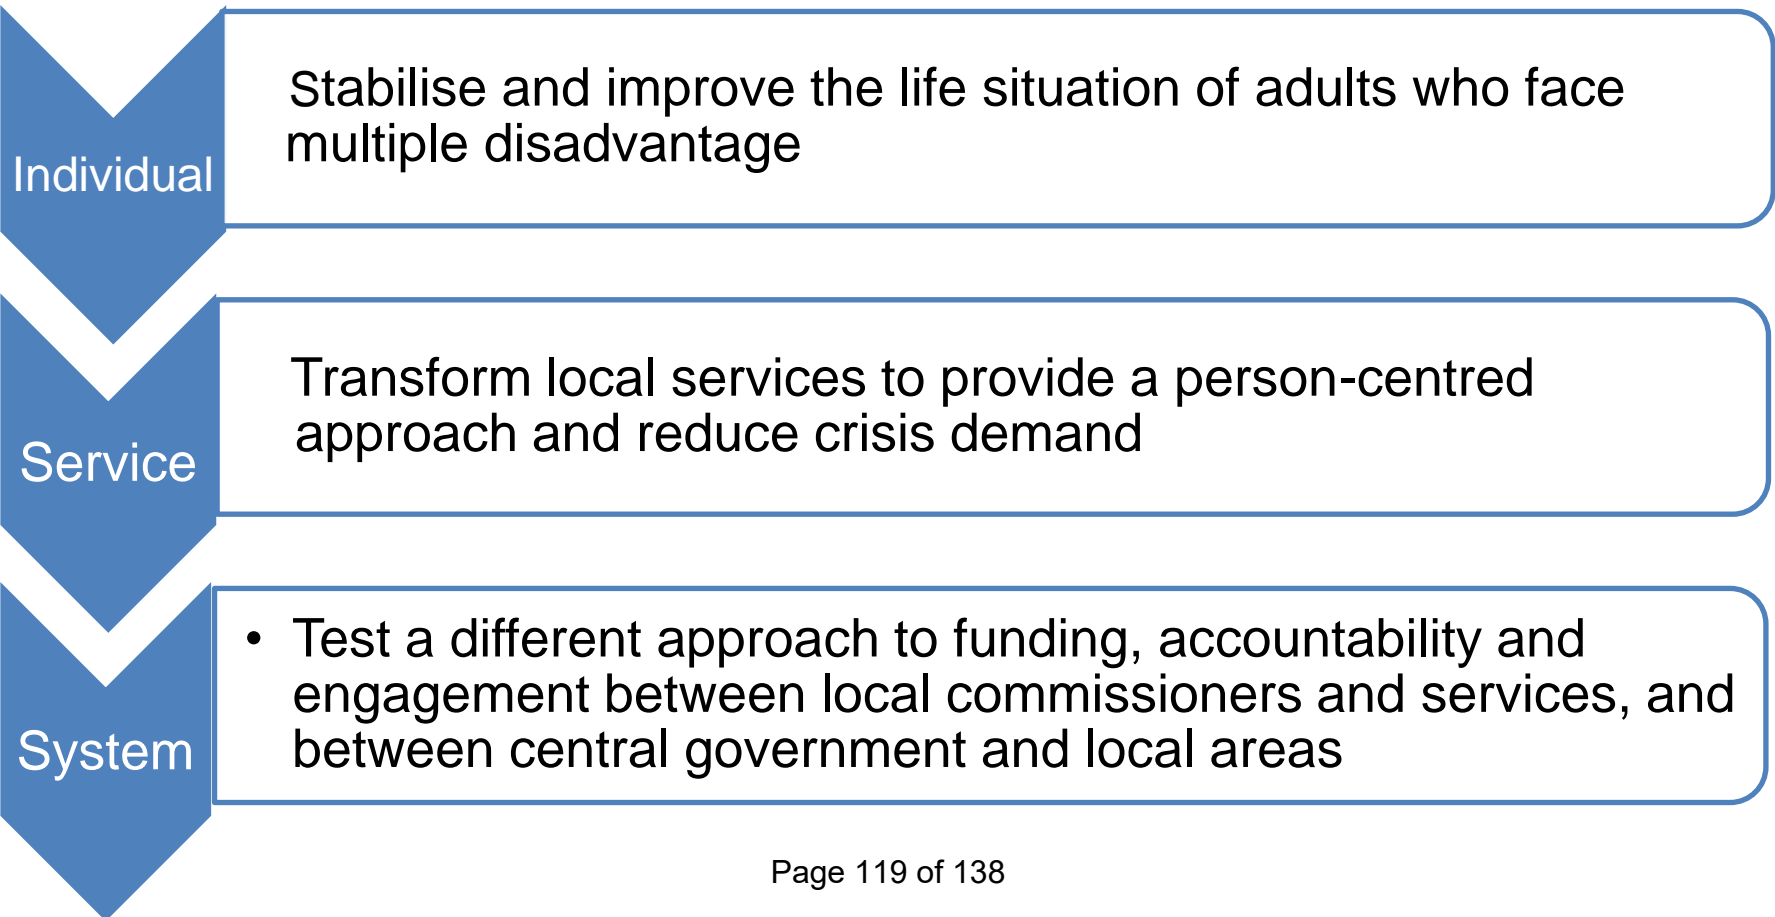 Individual
Stabilise and improve the life situation of adults who face
multiple disadvantage
Service
Transform local services to provide a person-centred
approach and reduce crisis demand
System
• Test a different approach to funding, accountability and
engagement between local commissioners and services, and
between central government and local areas
Page 119 of 138